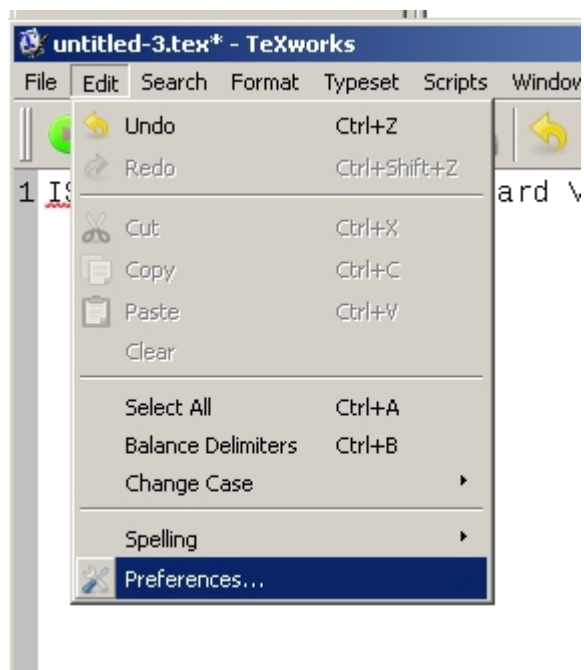 untitled-3.tex* - TeXworks
File Edit Search Format Typeset Scripts Window
Undo Ctrl+Z
Redo Ctrl+Shift+Z
1 ard
Cut Ctrl+X
Copy Ctrl+C
Paste Ctrl+V
Clear
Select All Ctrl+A
Balance Delimiters Ctrl+B
Change Case
Spelling
Preferences...